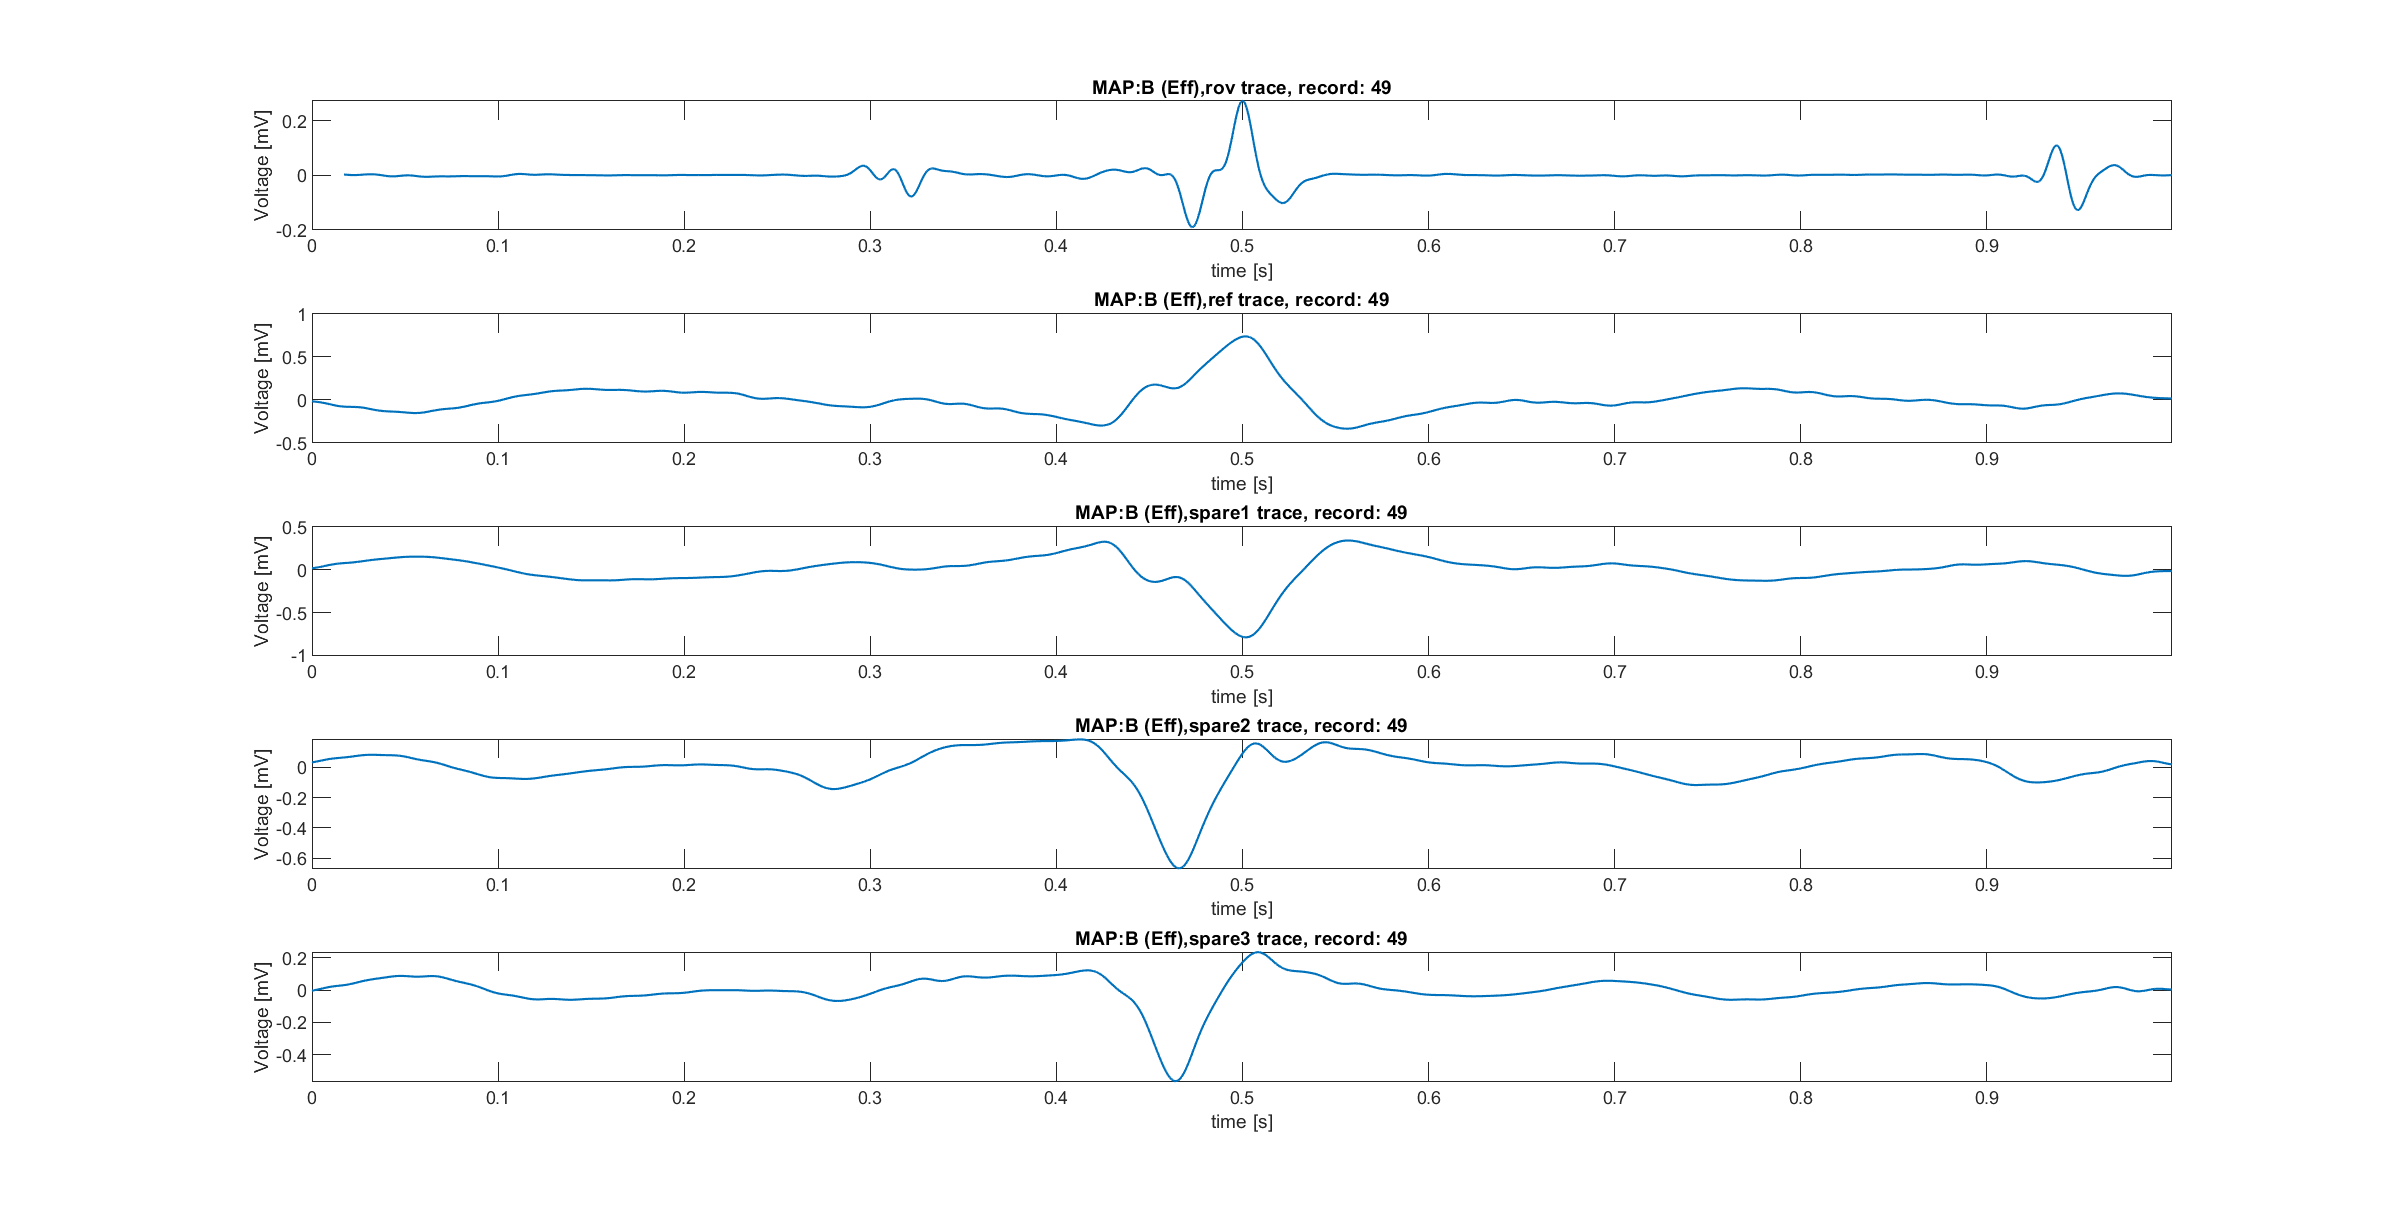 MAP:B (Eff),rov trace, record: 49
Voltage [mV]
0.2
0
-0.2
0 0.1 0.2 0.3 0.4 0.5 0.6 0.7 0.8 0.9
time [s]
MAP:B (Eff),ref trace, record: 49
Voltage [mV]
1
0.5
0
-0.5
0 0.1 0.2 0.3 0.4 0.5 0.6 0.7 0.8 0.9
time [s]
MAP:B (Eff),spare1 trace, record: 49
Voltage [mV]
0.5
0
-0.5
-1
0 0.1 0.2 0.3 0.4 0.5 0.6 0.7 0.8 0.9
time [s]
MAP:B (Eff),spare2 trace, record: 49
Voltage [mV]
0
-0.2
-0.4
-0.6
0 0.1 0.2 0.3 0.4 0.5 0.6 0.7 0.8 0.9
time [s]
MAP:B (Eff),spare3 trace, record: 49
Voltage [mV]
0.2
0
-0.2
-0.4
0 0.1 0.2 0.3 0.4 0.5 0.6 0.7 0.8 0.9
time [s]